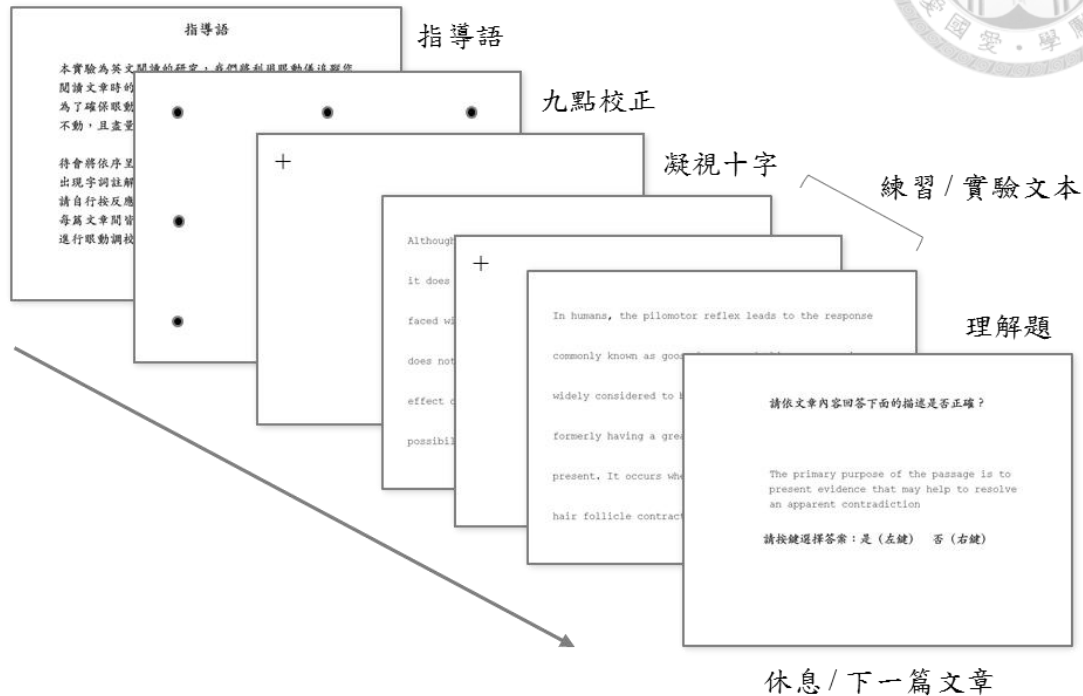 指導語
本實驗為英文閱讀的研究，我們將利用眼動儀追蹤您
閱讀文章時的
為了確保眼動
不動，且盡量
待會將依序呈
出現字詞註解
請自行按反應
每篇文章間皆
進行眼動調校
指導語
九點校正
+
凝視十字
練習/實驗文本
Although
it does
faced
does not
effect
possibil
+
In humans, the pilomotor reflex leads to the response
commonly known as
widely considered to
formerly having a
present. It occurs
hair follicle contract
理解題
請依文章內容回答下面的描述是否正確？
The primary purpose of the passage is to
present evidence that may help to resolve
an apparent contradiction
請按鍵選擇答案：是（左鍵） 否（右鍵）
休息/下一篇文章
愛國愛·學